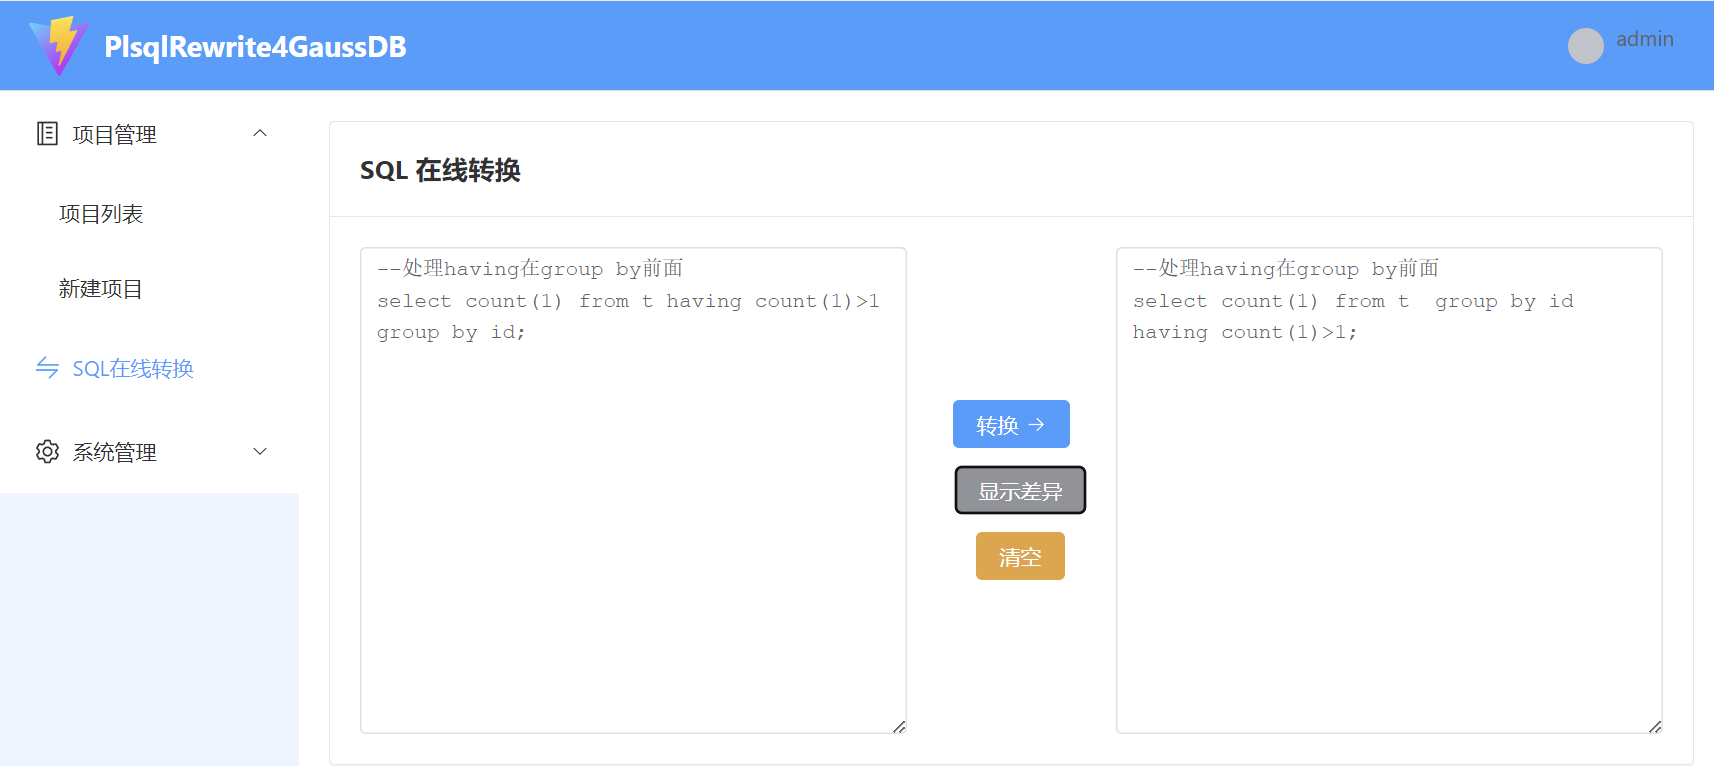 PlsqlRewrite4GaussDB
admin
项目管理
项目列表
新建项目
SQL在线转换
系统管理
SQL 在线转换
--处理having在group by前面
select count(1) from t having count(1)>1
group by id;
转换
显示差异
清空
--处理having在group by前面
select count(1) from t  group by id
having count(1)>1;